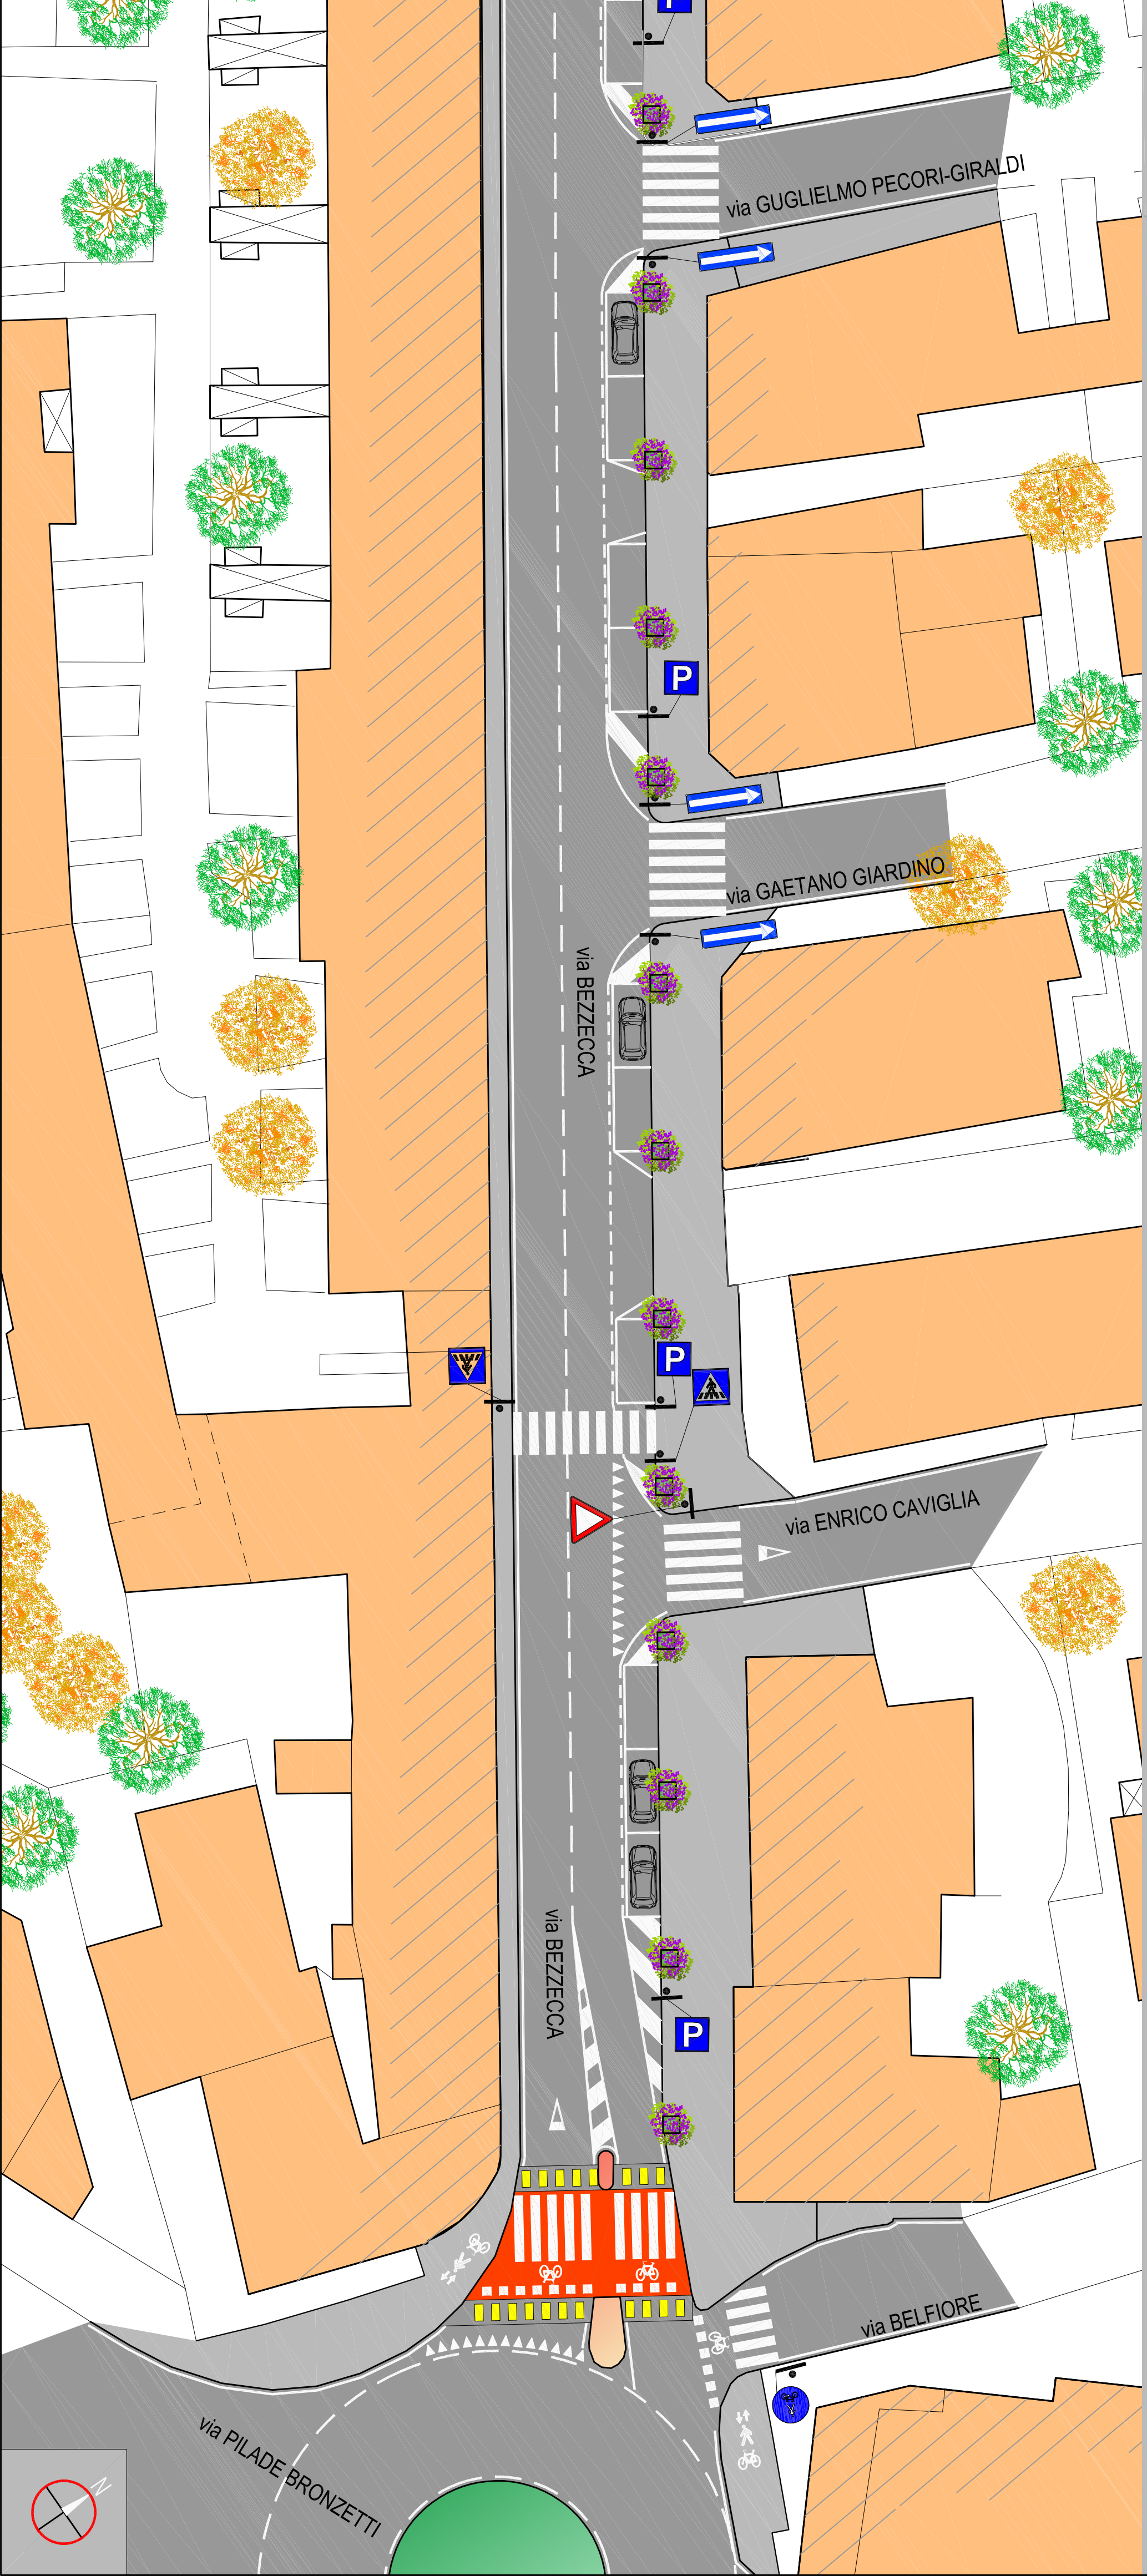 P
via GUGLIELMO PECORI-GIRALDI
P
via GAETANO GIARDINO
via BEZZECCA
P
via ENRICO CAVIGLIA
via BEZZECCA
P
via BELFIORE
via PILADE BRONZETTI
N